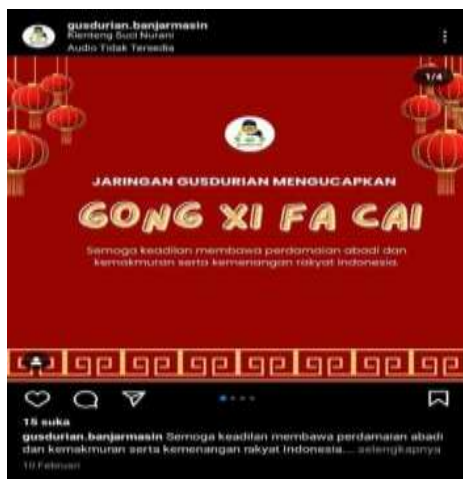 gusdurian.banjarmasin
Klenteng Suci Nurani
Audio Tidak Tersedia
1/4
JARINGAN GUSDURIAN MENGUCAPKAN
GONG XI FA CAI
Semoga keadilan membawa perdamaian abadi dan
kemakmuran serta kemenangan rakyat Indonesia.
15 suka
gusdurian.banjarmasin Semoga keadilan membawa perdamaian abadi
dan kemakmuran serta kemenangan rakyat Indonesia.... selengkapnya
10 Februari